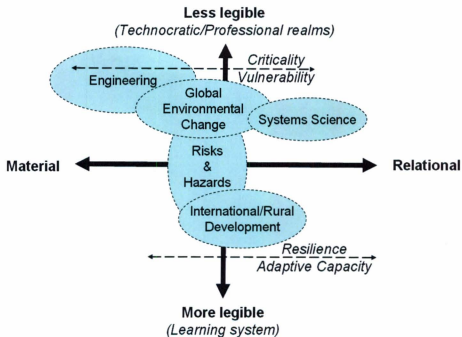 Less legible
(Technocratic/Professional realms)
Criticality
Engineering
Vulnerability
Global
Environmental
Change
Systems Science
Risks
&
Hazards
Material
Relational
International/Rural
Development
Resilience
Adaptive Capacity
More legible
(Learning system)